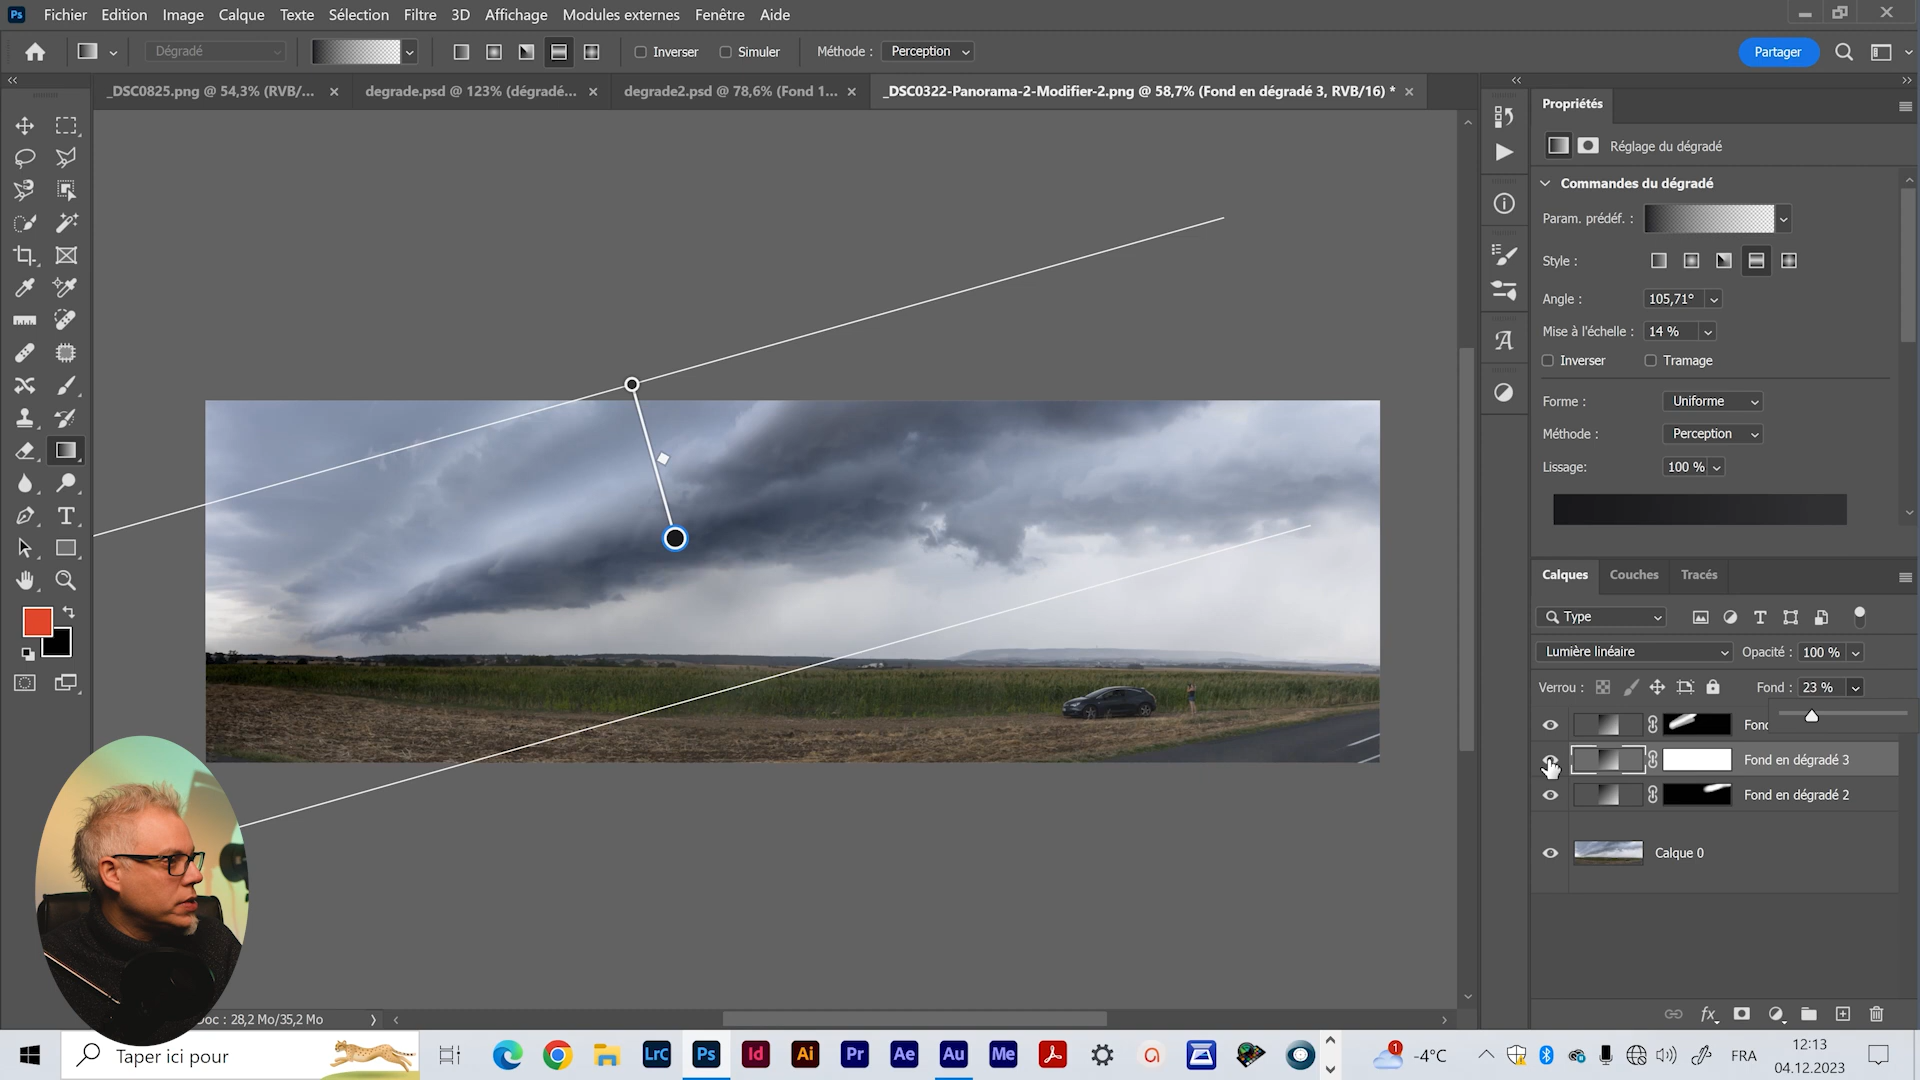 Ps Fichier Edition Image Calque Texte Sélection Filtre 3D Affichage Modules externes Fenêtre Aide
Dégradé Inverser Simuler Méthode : Perception Partager
_DSC0825.png @ 54,3% (RVB/... degrade.psd @ 123% (dégradé... degrade2.psd @ 78,6% (Fond 1... _DSC0322-Panorama-2-Modifier-2.png @ 58,7% (Fond en dégradé 3, RVB/16) *
Propriétés
Réglage du dégradé
Commandes du dégradé
Param. prédéf. :
Style :
Angle : 105,71°
Mise à l'échelle : 14 %
Inverser Tramage
Forme : Uniforme
Méthode : Perception
Lissage: 100 %
Calques Couches Tracés
Type
Lumière linéaire Opacité : 100 %
Verrou : Fond : 23 %
Fond
Fond en dégradé 3
Fond en dégradé 2
Calque 0
fx
Doc : 28,2 Mo/35,2 Mo
Taper ici pour
LrC Ps Id Ai Pr Ae Au Me
1 -4°C FRA
12:13
04.12.2023